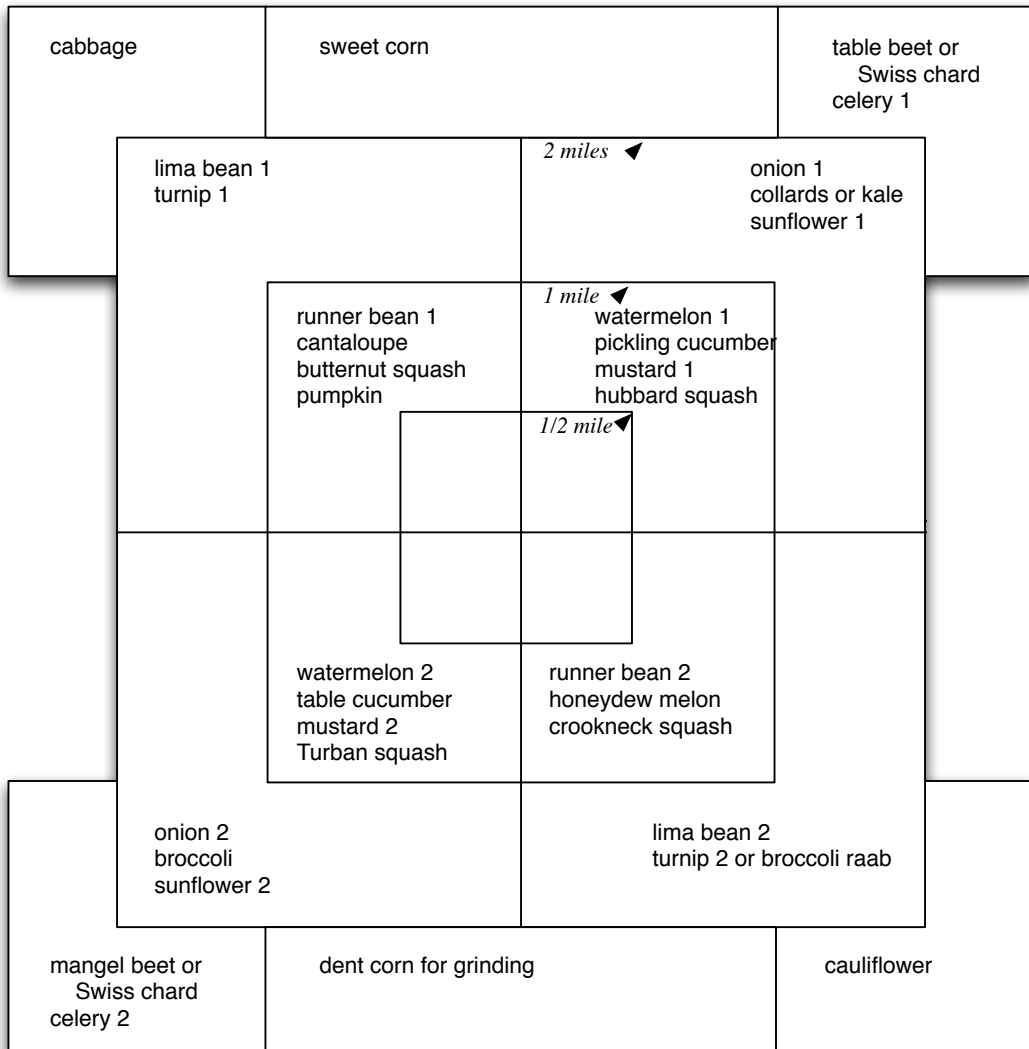 cabbage
sweet corn
table beet or
Swiss chard
celery 1
2 miles
lima bean 1
turnip 1
onion 1
collards or kale
sunflower 1
1 mile
runner bean 1
cantaloupe
butternut squash
pumpkin
watermelon 1
pickling cucumber
mustard 1
hubbard squash
1/2 mile
watermelon 2
table cucumber
mustard 2
Turban squash
runner bean 2
honeydew melon
crookneck squash
onion 2
broccoli
sunflower 2
lima bean 2
turnip 2 or broccoli raab
mangel beet or
Swiss chard
celery 2
dent corn for grinding
cauliflower